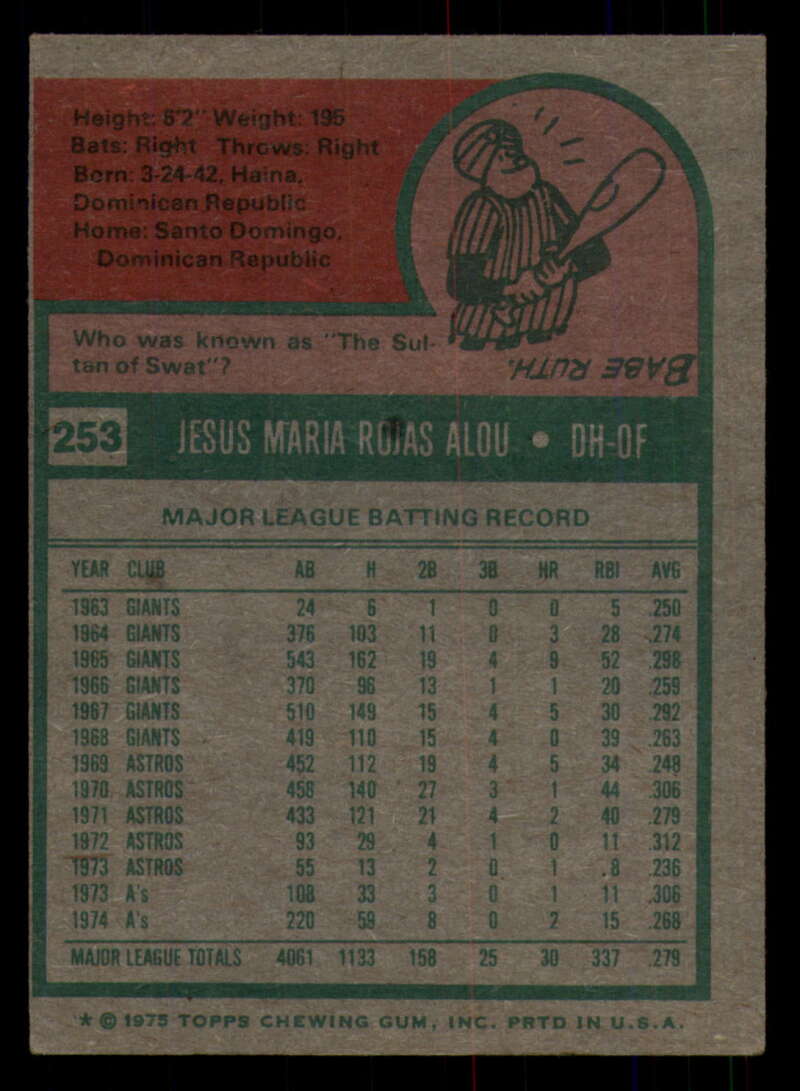 Height: 6'2" Weight: 195
Bats: Right Throws: Right
Born: 3-24-42, Haina,
Dominican Republic
Home: Santo Domingo,
Dominican Republic
Who was known as "The Sul-
tan of Swat"?
BABE RUTH.
253 JESUS MARIA ROJAS ALOU • DH-OF
MAJOR LEAGUE BATTING RECORD
YEAR CLUB AB H 2B 3B HR RBI AVG
1963 GIANTS 24 6 1 0 0 5 .250
1964 GIANTS 376 103 11 0 3 28 .274
1965 GIANTS 543 162 19 4 9 52 .298
1966 GIANTS 370 96 13 1 1 20 .259
1967 GIANTS 510 149 15 4 5 30 .292
1968 GIANTS 419 110 15 4 0 39 .263
1969 ASTROS 452 112 19 4 5 34 .248
1970 ASTROS 458 140 27 3 1 44 .306
1971 ASTROS 433 121 21 4 2 40 .279
1972 ASTROS 93 29 4 1 0 11 .312
1973 ASTROS 55 13 2 0 1 8 .236
1973 A's 108 33 3 0 1 11 .306
1974 A's 220 59 8 0 2 15 .268
MAJOR LEAGUE TOTALS 4061 1133 158 25 30 337 .279
* © 1975 TOPPS CHEWING GUM, INC. PRTD IN U.S.A.